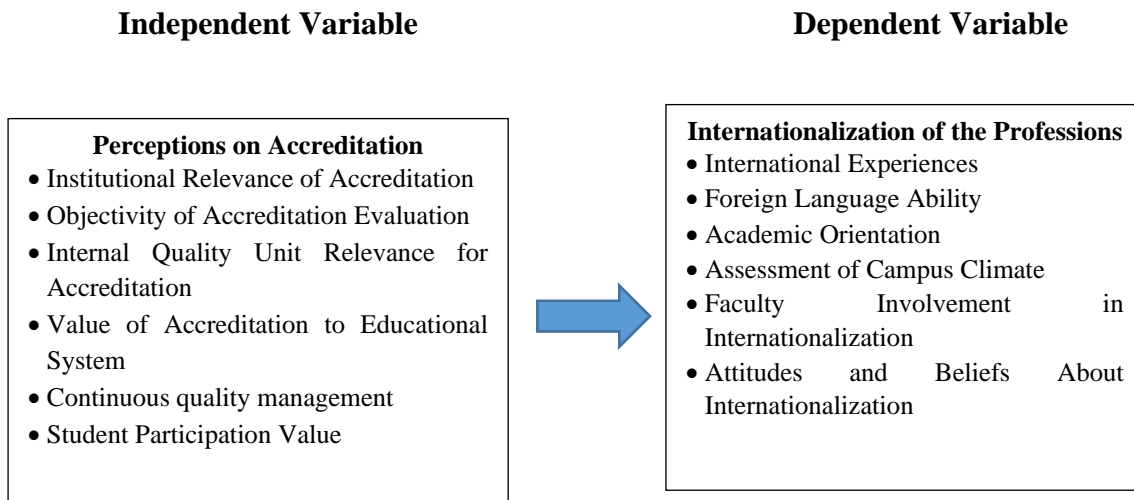 Independent Variable
Dependent Variable
Perceptions on Accreditation
• Institutional Relevance of Accreditation
• Objectivity of Accreditation Evaluation
• Internal Quality Unit Relevance for
Accreditation
• Value of Accreditation to Educational
System
• Continuous quality management
• Student Participation Value
Internationalization of the Professions
• International Experiences
• Foreign Language Ability
• Academic Orientation
• Assessment of Campus Climate
• Faculty Involvement in
Internationalization
• Attitudes and Beliefs About
Internationalization